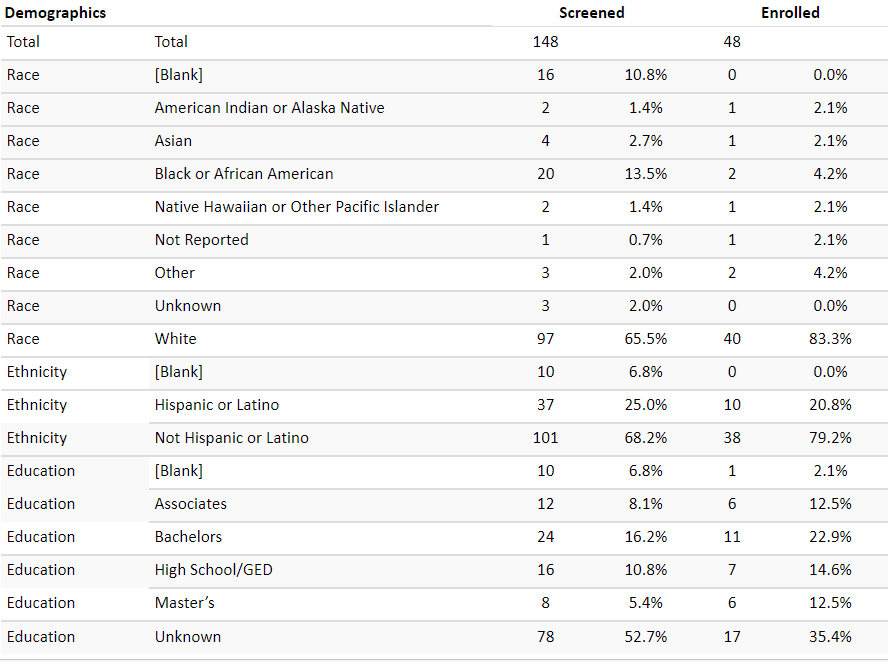 Demographics Screened Enrolled
Total Total 148 48
Race [Blank] 16 10.8% 0 0.0%
Race American Indian or Alaska Native 2 1.4% 1 2.1%
Race Asian 4 2.7% 1 2.1%
Race Black or African American 20 13.5% 2 4.2%
Race Native Hawaiian or Other Pacific Islander 2 1.4% 1 2.1%
Race Not Reported 1 0.7% 1 2.1%
Race Other 3 2.0% 2 4.2%
Race Unknown 3 2.0% 0 0.0%
Race White 97 65.5% 40 83.3%
Ethnicity [Blank] 10 6.8% 0 0.0%
Ethnicity Hispanic or Latino 37 25.0% 10 20.8%
Ethnicity Not Hispanic or Latino 101 68.2% 38 79.2%
Education [Blank] 10 6.8% 1 2.1%
Education Associates 12 8.1% 6 12.5%
Education Bachelors 24 16.2% 11 22.9%
Education High School/GED 16 10.8% 7 14.6%
Education Master’s 8 5.4% 6 12.5%
Education Unknown 78 52.7% 17 35.4%